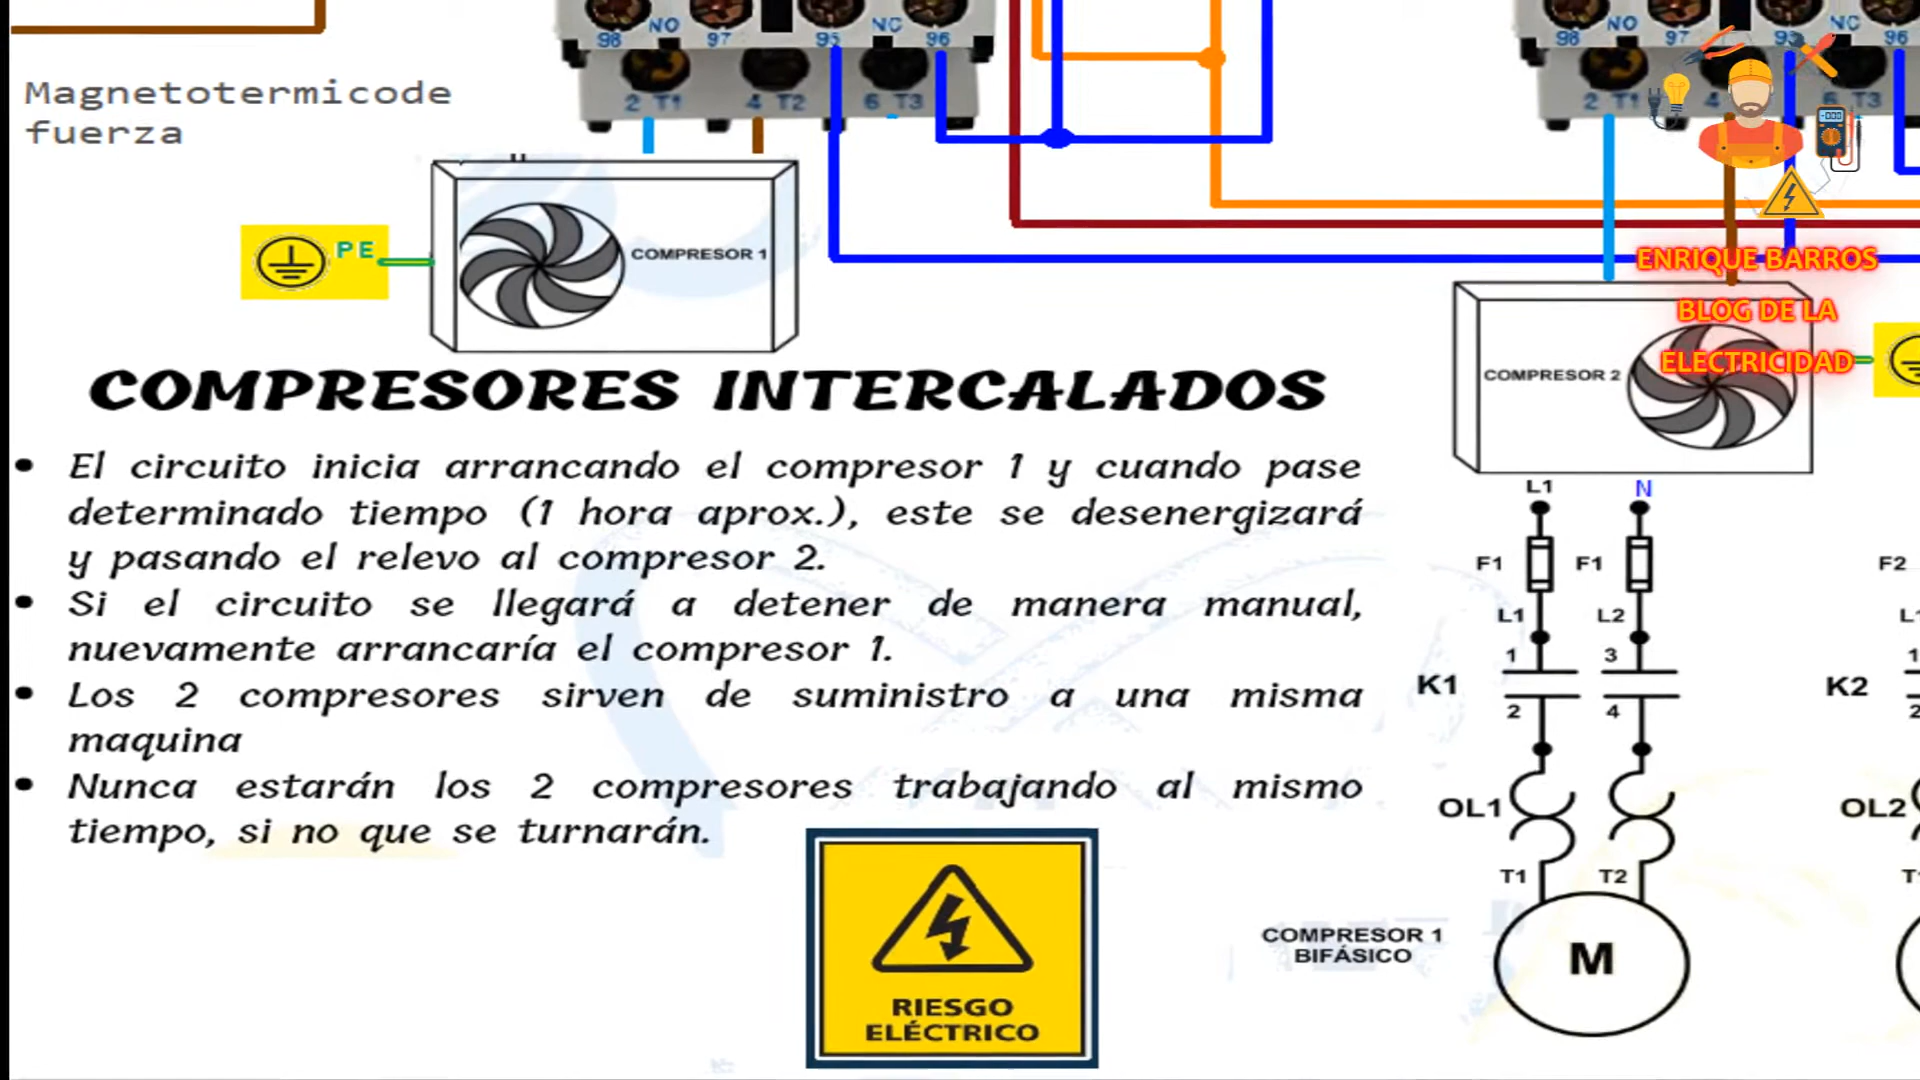 98 NO 97 95 NC 96
2 T1 4 T2 6 T3
98 NO 97 95 NC 96
2 T1 4 6 T3
Magnetotermicode
fuerza
PE
COMPRESOR 1
ENRIQUE BARROS
BLOG DE LA
ELECTRICIDAD
COMPRESOR 2
COMPRESORES INTERCALADOS
• El circuito inicia arrancando el compresor 1 y cuando pase
determinado tiempo (1 hora aprox.), este se desenergizará
y pasando el relevo al compresor 2.
• Si el circuito se llegará a detener de manera manual,
nuevamente arrancaría el compresor 1.
• Los 2 compresores sirven de suministro a una misma
maquina
• Nunca estarán los 2 compresores trabajando al mismo
tiempo, si no que se turnarán.
RIESGO
ELÉCTRICO
L1 N
F1 F1 F2
L1 L2
1 3
K1 K2
2 4
OL1 OL2
T1 T2
COMPRESOR 1
BIFÁSICO
M